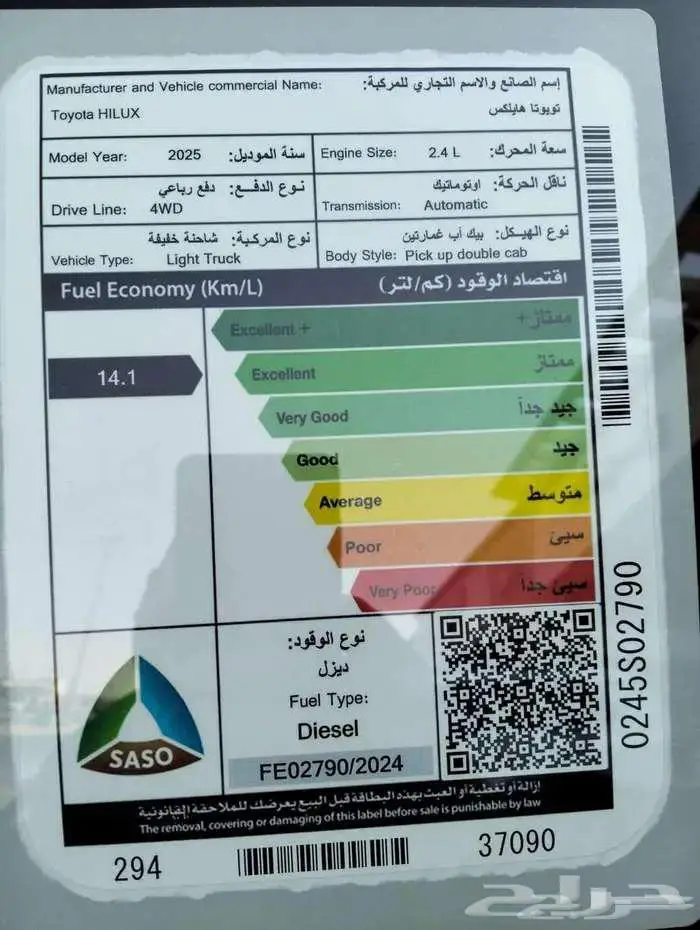 Manufacturer and Vehicle commercial Name: إسم الصانع والاسم التجاري للمركبة:
Toyota HILUX تويوتا هايلكس
Model Year: 2025 سنة الموديل:
Engine Size: 2.4 L سعة المحرك:
نوع الدفع: دفع رباعي
Drive Line: 4WD
ناقل الحركة: اوتوماتيك
Transmission: Automatic
نوع المركبة: شاحنة خفيفة
Vehicle Type: Light Truck
نوع الهيكل: بيك أب غمارتين
Body Style: Pick up double cab
Fuel Economy (Km/L) اقتصاد الوقود (كم/لتر)
Excellent + ممتاز+
14.1
Excellent ممتاز
Very Good جيد جداً
Good جيد
Average متوسط
Poor سيئ
Very Poor سيئ جداً
SASO
نوع الوقود:
ديزل
Fuel Type:
Diesel
FE02790/2024
0245S02790
إزالة أو تغطية أو العبث بهذه البطاقة قبل البيع يعرضك للملاحقة القانونية
The removal, covering or damaging of this label before sale is punishable by law
294
37090
حراج